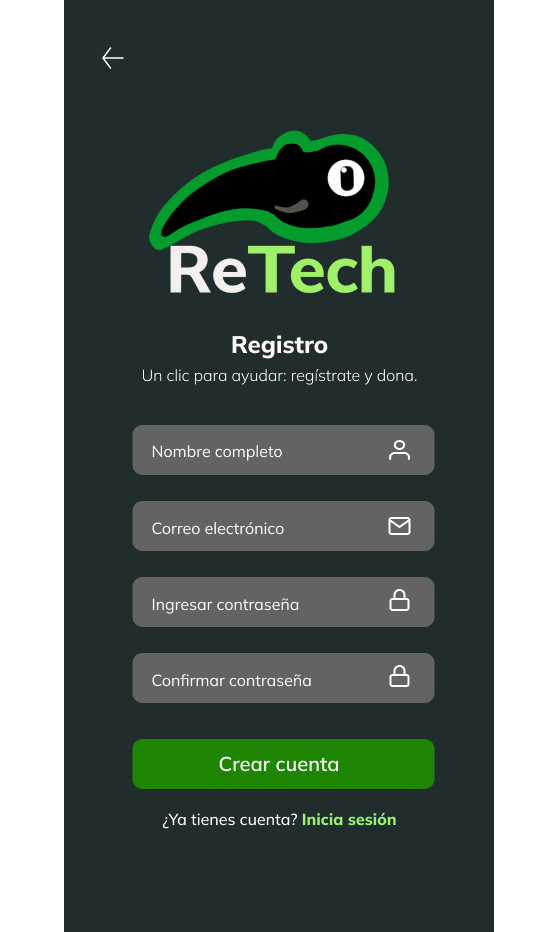 ReTech
Registro
Un clic para ayudar: regístrate y dona.
Nombre completo
Correo electrónico
Ingresar contraseña
Confirmar contraseña
Crear cuenta
¿Ya tienes cuenta? Inicia sesión